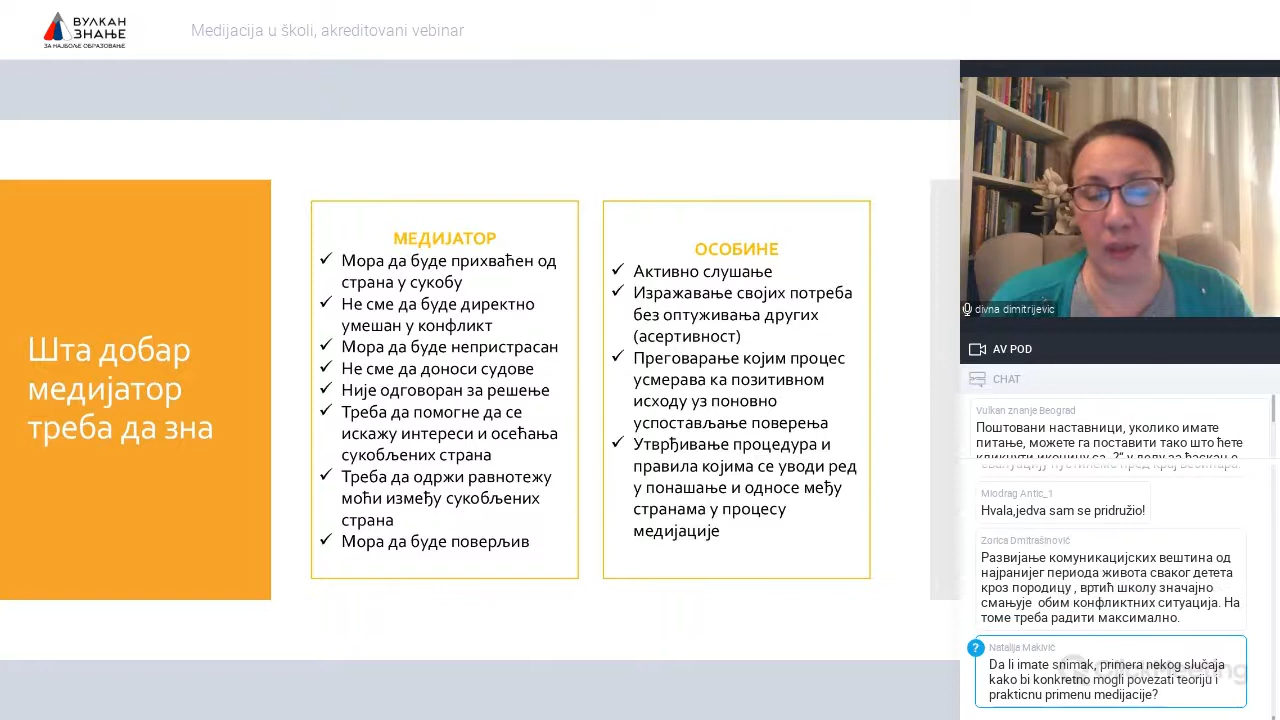 ВУЛКАН
ЗНАЊЕ
ЗА НАЈБОЉЕ ОБРАЗОВАЊЕ
Medijacija u školi, akreditovani vebinar
Шта добар
медијатор
треба да зна
МЕДИЈАТОР
✓ Мора да буде прихваћен од
страна у сукобу
✓ Не сме да буде директно
умешан у конфликт
✓ Мора да буде непристрасан
✓ Не сме да доноси судове
✓ Није одговоран за решење
✓ Треба да помогне да се
искажу интереси и осећања
сукобљених страна
✓ Треба да одржи равнотежу
моћи између сукобљених
страна
✓ Мора да буде поверљив
ОСОБИНЕ
✓ Активно слушање
✓ Изражавање својих потреба
без оптуживања других
(асертивност)
✓ Преговарање којим процес
усмерава ка позитивном
исходу уз поновно
успостављање поверења
✓ Утврђивање процедура и
правила којима се уводи ред
у понашање и односе међу
странама у процесу
медијације
divna dimitrijevic
AV POD
CHAT
Vulkan znanje Beograd
Поштовани наставници, уколико имате
питање, можете га поставити тако што ћете
кликнути иконицу са „?“ у делу за ћаскање
Miodrag Antic_1
Hvala,jedva sam se pridružio!
Zorica Dmitrašinović
Развијање комуникацијских вештина од
најранијег периода живота сваког детета
кроз породицу , вртић школу значајно
смањује обим конфликтних ситуација. На
томе треба радити максимално.
?
Natalija Makivić
Da li imate snimak, primera nekog slučaja
kako bi konkretno mogli povezati teoriju i
prakticnu primenu medijacije?
ClickMeeting